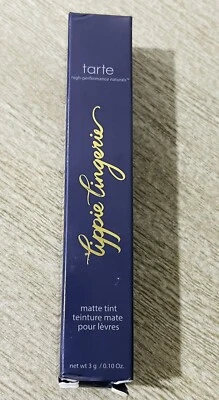 tarte
high-performance naturals™
lippie lingerie
matte tint
teinture mate
pour lèvres
net wt 3 g / 0.10 Oz.